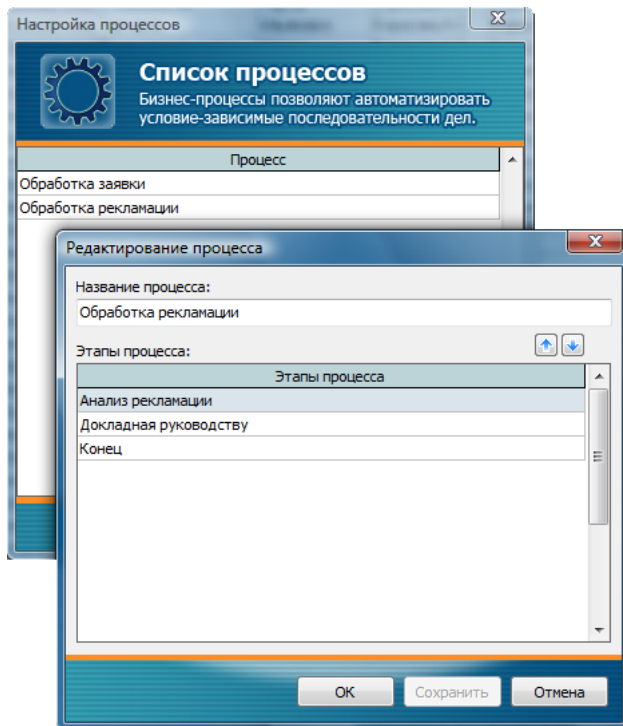 Настройка процессов
Список процессов
Бизнес-процессы позволяют автоматизировать
условие-зависимые последовательности дел.
Процесс
Обработка заявки
Обработка рекламации
Редактирование процесса
Название процесса:
Обработка рекламации
Этапы процесса:
Этапы процесса
Анализ рекламации
Докладная руководству
Конец
ОК
Сохранить
Отмена